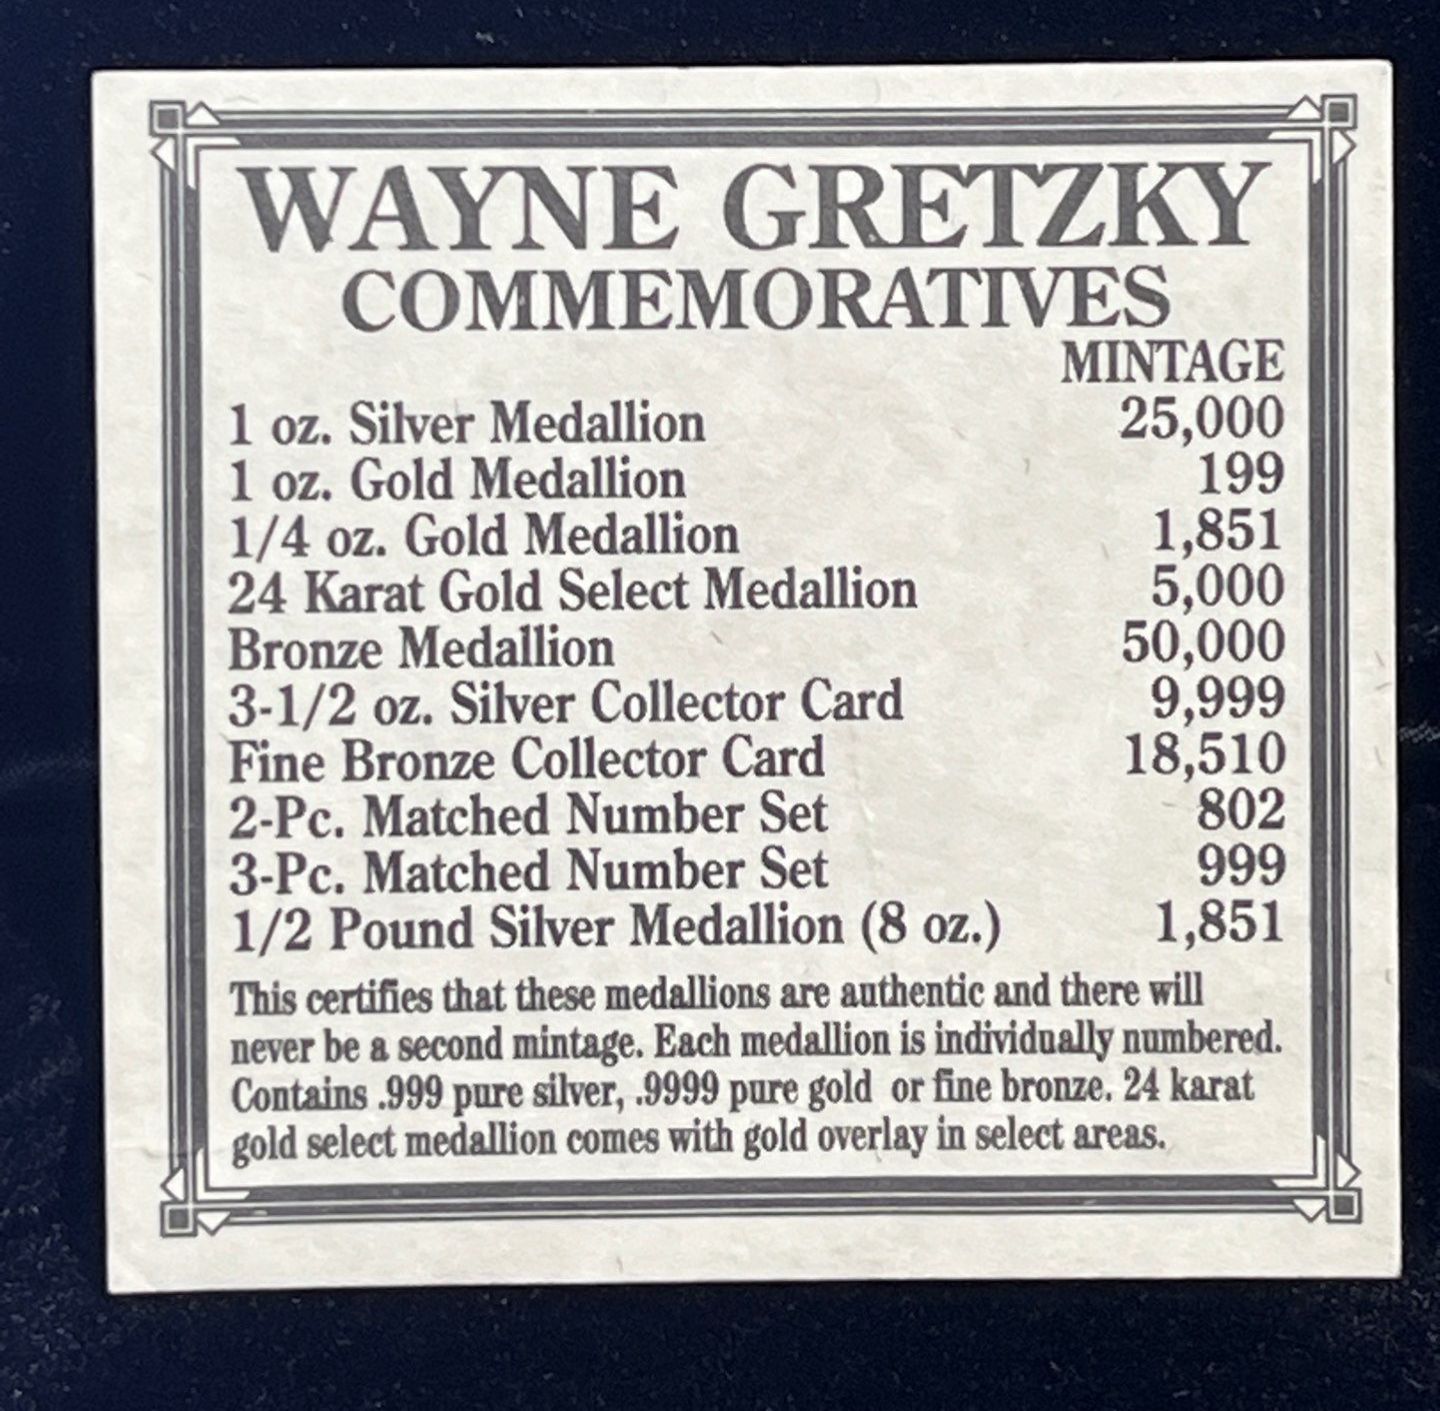 WAYNE GRETZKY
COMMEMORATIVES
MINTAGE
1 oz. Silver Medallion 25,000
1 oz. Gold Medallion 199
1/4 oz. Gold Medallion 1,851
24 Karat Gold Select Medallion 5,000
Bronze Medallion 50,000
3-1/2 oz. Silver Collector Card 9,999
Fine Bronze Collector Card 18,510
2-Pc. Matched Number Set 802
3-Pc. Matched Number Set 999
1/2 Pound Silver Medallion (8 oz.) 1,851
This certifies that these medallions are authentic and there will
never be a second mintage. Each medallion is individually numbered.
Contains .999 pure silver, .9999 pure gold or fine bronze. 24 karat
gold select medallion comes with gold overlay in select areas.